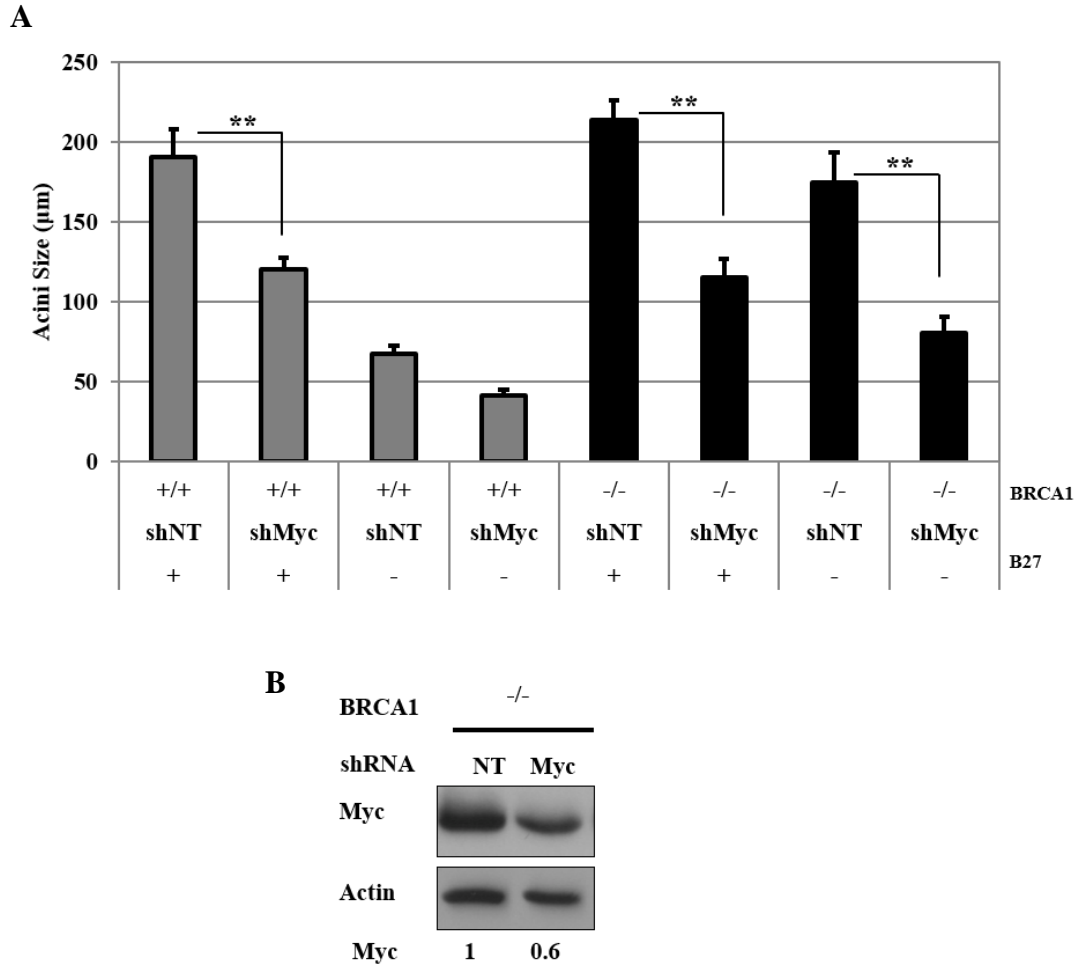 A
250
200
150
100
50
0
Acini Size (µm)
** ** **
+/+ +/+ +/+ +/+ -/- -/- -/- -/- BRCA1
shNT shMyc shNT shMyc shNT shMyc shNT shMyc
+ + - - + + - - B27
B
BRCA1 -/-
shRNA NT Myc
Myc
Actin
Myc 1 0.6